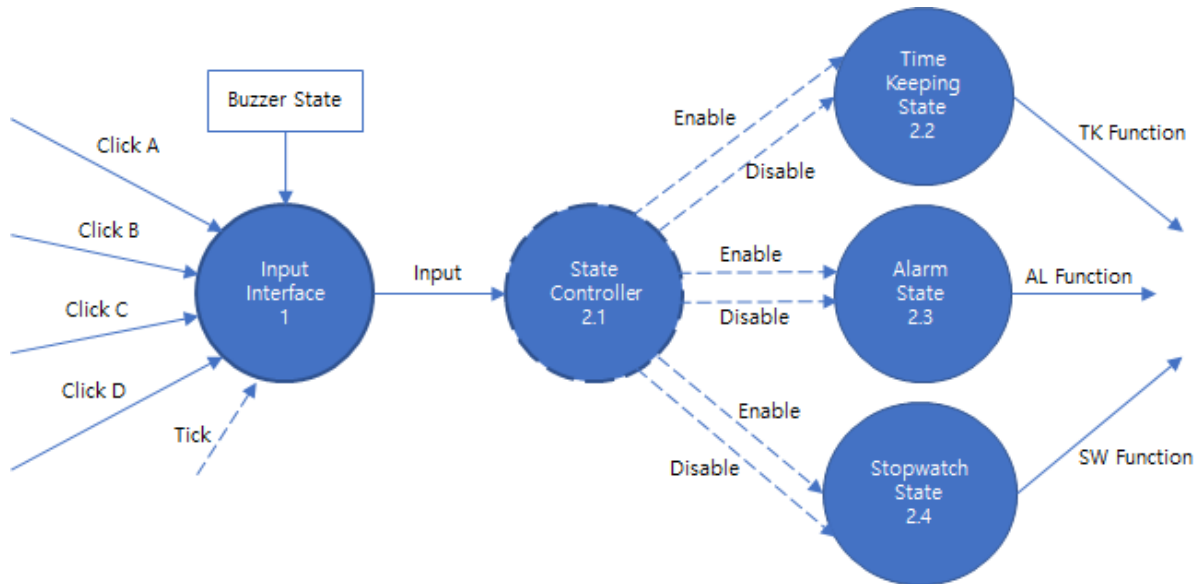 Buzzer State
Click A
Click B
Click C
Click D
Tick
Input
Interface
1
Input
State
Controller
2.1
Enable
Disable
Enable
Disable
Enable
Disable
Time
Keeping
State
2.2
Alarm
State
2.3
Stopwatch
State
2.4
TK Function
AL Function
SW Function